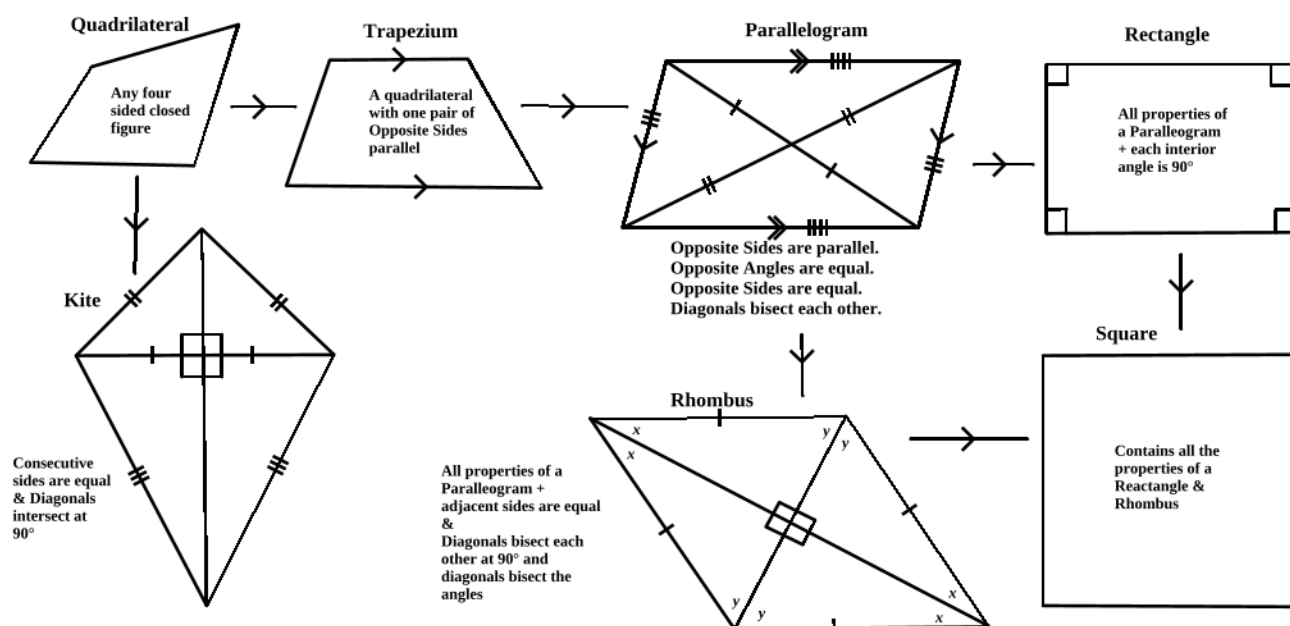 Quadrilateral
Any four
sided closed
figure
Trapezium
A quadrilateral
with one pair of
Opposite Sides
parallel
Parallelogram
Opposite Sides are parallel.
Opposite Angles are equal.
Opposite Sides are equal.
Diagonals bisect each other.
Rectangle
All properties of
a Paralleogram
+ each interior
angle is 90°
Kite
Consecutive
sides are equal
& Diagonals
intersect at
90°
Rhombus
x
x
y
y
y
y
x
x
All properties of a
Paralleogram +
adjacent sides are equal
&
Diagonals bisect each
other at 90° and
diagonals bisect the
angles
Square
Contains all the
properties of a
Reactangle &
Rhombus